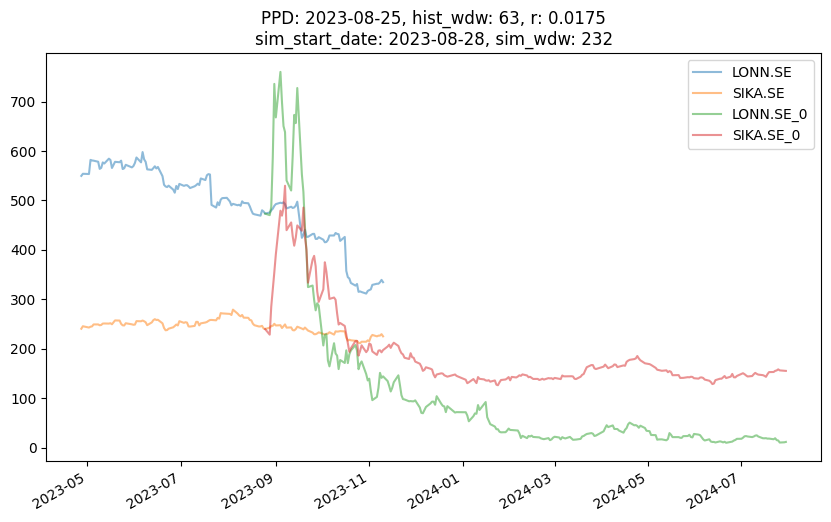 PPD: 2023-08-25, hist_wdw: 63, r: 0.0175
sim_start_date: 2023-08-28, sim_wdw: 232
LONN.SE
SIKA.SE
LONN.SE_0
SIKA.SE_0
700
600
500
400
300
200
100
0
2023-05
2023-07
2023-09
2023-11
2024-01
2024-03
2024-05
2024-07